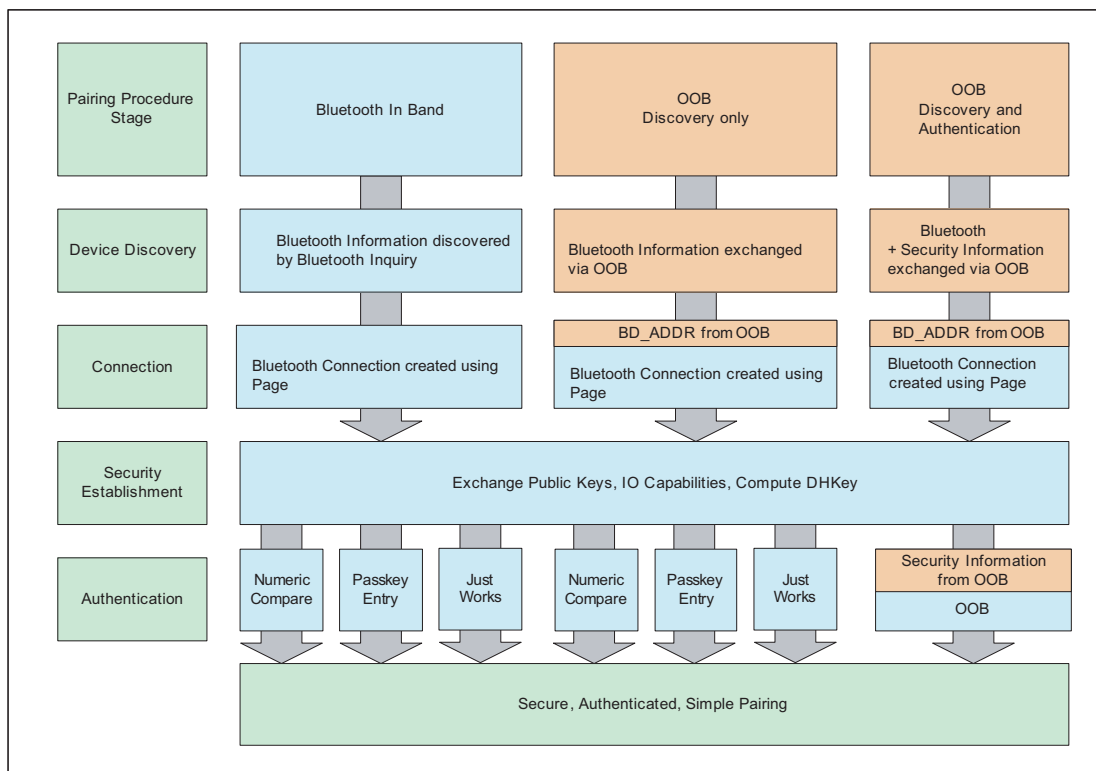 Pairing Procedure
Stage
Bluetooth In Band
OOB
Discovery only
OOB
Discovery and
Authentication
Device Discovery
Bluetooth Information discovered
by Bluetooth Inquiry
Bluetooth Information exchanged
via OOB
Bluetooth
+ Security Information
exchanged via OOB
Connection
Bluetooth Connection created using
Page
BD_ADDR from OOB
Bluetooth Connection created using
Page
BD_ADDR from OOB
Bluetooth Connection
created using Page
Security
Establishment
Exchange Public Keys, IO Capabilities, Compute DHKey
Authentication
Numeric
Compare
Passkey
Entry
Just
Works
Numeric
Compare
Passkey
Entry
Just
Works
Security Information
from OOB
OOB
Secure, Authenticated, Simple Pairing